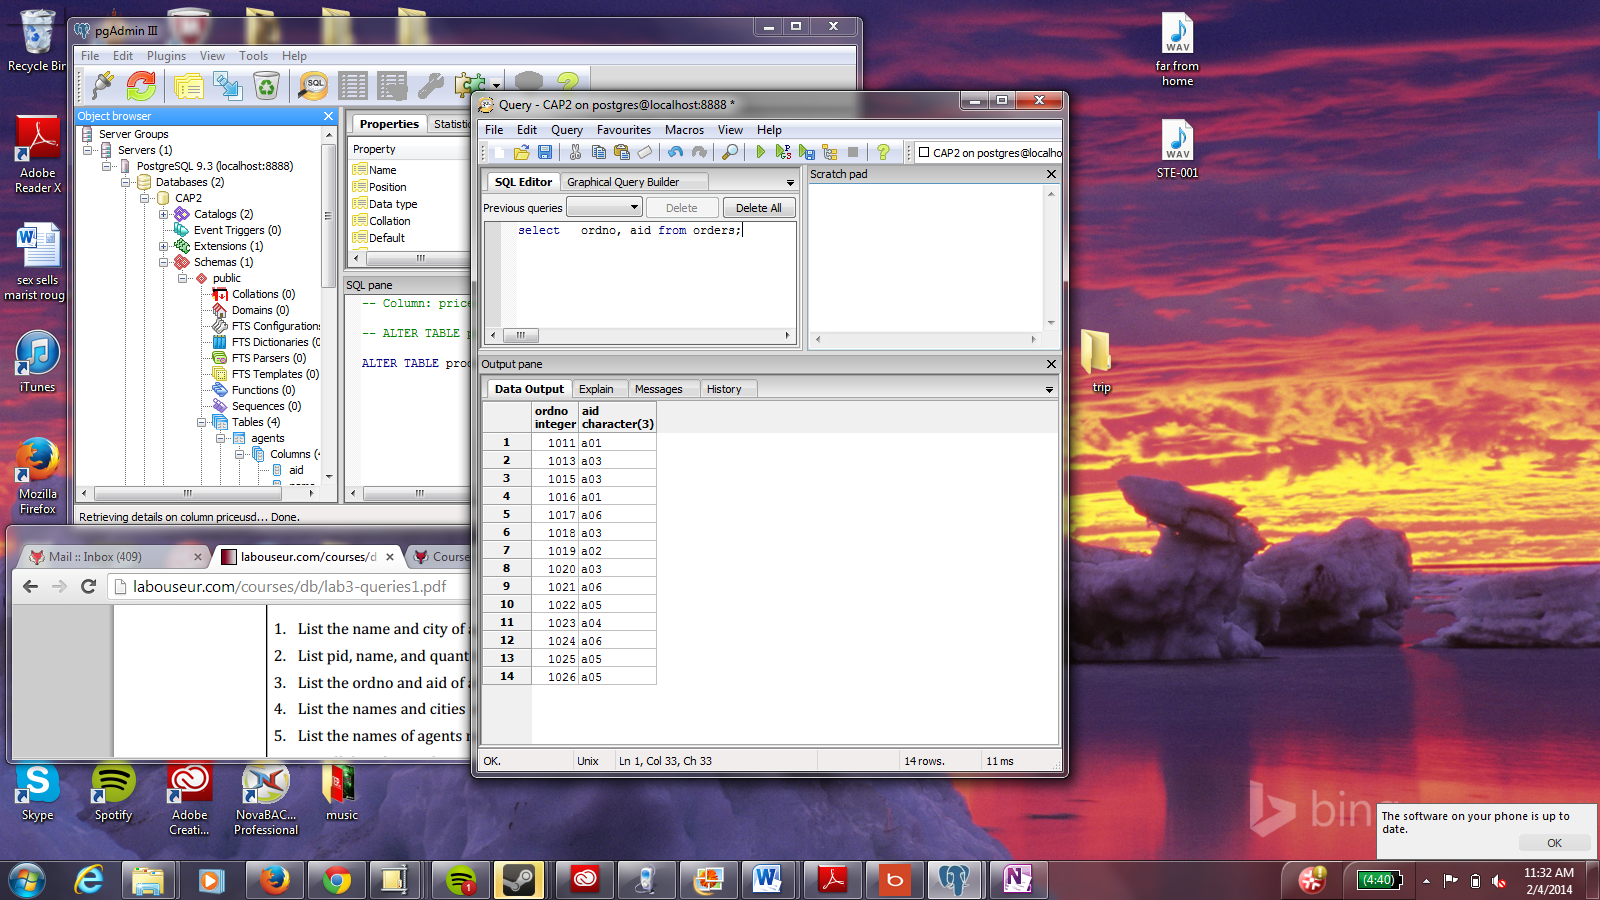 Recycle Bin
Adobe
Reader X
sex sells
marist roug
iTunes
Mozilla
Firefox
Skype
Spotify
Adobe
Creati...
NovaBAC...
Professional
music
far from
home
STE-001
trip
pgAdmin III
File Edit Plugins View Tools Help
Object browser
Server Groups
Servers (1)
PostgreSQL 9.3 (localhost:8888)
Databases (2)
CAP2
Catalogs (2)
Event Triggers (0)
Extensions (1)
Schemas (1)
public
Collations (0)
Domains (0)
FTS Configuration
FTS Dictionaries (
FTS Parsers (0)
FTS Templates (0)
Functions (0)
Sequences (0)
Tables (4)
agents
Columns (
aid
Properties Statistic
Property
Name
Position
Data type
Collation
Default
SQL pane
-- Column: price
-- ALTER TABLE p
ALTER TABLE prod
Retrieving details on column priceusd... Done.
Query - CAP2 on postgres@localhost:8888 *
File Edit Query Favourites Macros View Help
CAP2 on postgres@localho
SQL Editor Graphical Query Builder
Previous queries Delete Delete All
select ordno, aid from orders;
Scratch pad
Output pane
Data Output Explain Messages History
ordno aid
integer character(3)
1 1011 a01
2 1013 a03
3 1015 a03
4 1016 a01
5 1017 a06
6 1018 a03
7 1019 a02
8 1020 a03
9 1021 a06
10 1022 a05
11 1023 a04
12 1024 a06
13 1025 a05
14 1026 a05
OK. Unix Ln 1, Col 33, Ch 33 14 rows. 11 ms
Mail :: Inbox (409) labouseur.com/courses/d Cours
labouseur.com/courses/db/lab3-queries1.pdf
1. List the name and city of
2. List pid, name, and quant
3. List the ordno and aid of
4. List the names and cities
5. List the names of agents
bing
The software on your phone is up to
date.
OK
(4:40)
11:32 AM
2/4/2014